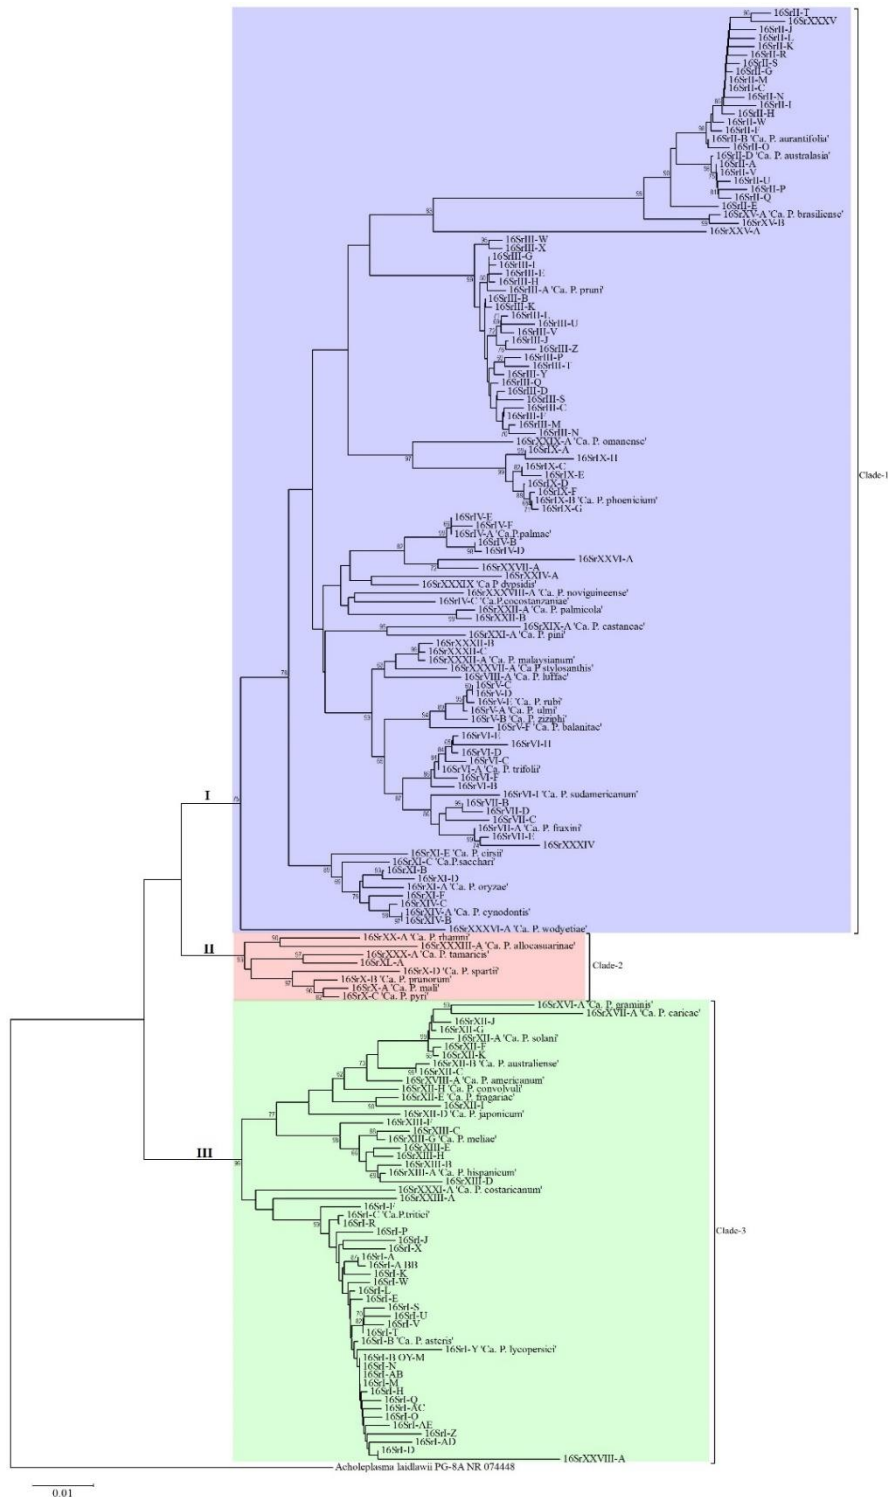 16SrII-T
16SrXXXV
16SrII-J
16SrII-L
16SrII-K
16SrII-R
16SrII-S
16SrII-G
16SrII-M
16SrII-C
16SrII-N
16SrII-I
16SrII-H
16SrII-W
16SrII-F
16SrII-B 'Ca. P. aurantifolia'
16SrII-O
16SrII-D 'Ca. P. australasia'
16SrII-A
16SrII-V
16SrII-U
16SrII-P
16SrII-Q
16SrII-E
16SrXV-A 'Ca. P. brasiliense'
16SrXV-B
16SrXXV-A
16SrIII-W
16SrIII-X
16SrIII-G
16SrIII-I
16SrIII-E
16SrIII-H
16SrIII-A 'Ca. P. pruni'
16SrIII-B
16SrIII-K
16SrIII-L
16SrIII-U
16SrIII-V
16SrIII-J
16SrIII-Z
16SrIII-P
16SrIII-T
16SrIII-Y
16SrIII-Q
16SrIII-D
16SrIII-S
16SrIII-C
16SrIII-F
16SrIII-M
16SrIII-N
16SrXXIX-A 'Ca. P. omanense'
16SrIX-A
16SrIX-H
16SrIX-C
16SrIX-E
16SrIX-D
16SrIX-F
16SrIX-B 'Ca. P. phoenicium'
16SrIX-G
Clade-1
16SrIV-E
16SrIV-F
16SrIV-A 'Ca.P.palmae'
16SrIV-B
16SrIV-D
16SrXXVI-A
16SrXXVII-A
16SrXXIV-A
16SrXXXIX 'Ca P dypsidis'
16SrXXXVIII-A 'Ca. P. noviguineense'
16SrIV-C 'Ca.P.cocostanzaniae'
16SrXXII-A 'Ca. P. palmicola'
16SrXXII-B
16SrXIX-A 'Ca. P. castaneae'
16SrXXI-A 'Ca. P. pini'
16SrXXXII-B
16SrXXXII-C
16SrXXXII-A 'Ca. P. malaysianum'
16SrXXXVII-A 'Ca P stylosanthis'
16SrVIII-A 'Ca. P. luffae'
16SrV-C
16SrV-D
16SrV-E 'Ca. P. rubi'
16SrV-A 'Ca. P. ulmi'
16SrV-B 'Ca. P. ziziphi'
16SrV-F 'Ca. P. balanitae'
16SrVI-E
16SrVI-H
16SrVI-D
16SrVI-C
16SrVI-A 'Ca. P. trifolii'
16SrVI-F
16SrVI-B
16SrVI-I 'Ca. P. sudamericanum'
I
16SrVII-B
16SrVII-D
16SrVII-C
16SrVII-A 'Ca. P. fraxini'
16SrVII-E
16SrXXXIV
16SrXI-E 'Ca. P. cirsii'
16SrXI-C 'Ca.P.sacchari'
16SrXI-B
16SrXI-D
16SrXI-A 'Ca. P. oryzae'
16SrXI-F
16SrXIV-C
16SrXIV-A 'Ca. P. cynodontis'
16SrXIV-B
16SrXXXVI-A 'Ca. P. wodyetiae'
16SrXX-A 'Ca. P. rhamni'
II
16SrXXXIII-A 'Ca. P. allocasuarinae'
16SrXXX-A 'Ca. P. tamaricis'
16SrXL-A
Clade-2
16SrX-D 'Ca. P. spartii'
16SrX-B 'Ca. P. prunorum'
16SrX-A 'Ca. P. mali'
16SrX-C 'Ca. P. pyri'
16SrXVI-A 'Ca. P. graminis'
16SrXVII-A 'Ca. P. caricae'
16SrXII-J
16SrXII-G
16SrXII-A 'Ca. P. solani'
16SrXII-F
16SrXII-K
16SrXII-B 'Ca. P. australiense'
16SrXII-C
16SrXVIII-A 'Ca. P. americanum'
16SrXII-H 'Ca. P. convolvuli'
16SrXII-E 'Ca. P. fragariae'
16SrXII-I
16SrXII-D 'Ca. P. japonicum'
16SrXIII-F
16SrXIII-C
16SrXIII-G 'Ca. P. meliae'
16SrXIII-E
III
16SrXIII-H
16SrXIII-B
16SrXIII-A 'Ca. P. hispanicum'
16SrXIII-D
16SrXXXI-A 'Ca. P. costaricanum'
16SrXXIII-A
16SrI-F
16SrI-C 'Ca.P.tritici'
16SrI-R
16SrI-P
Clade-3
16SrI-J
16SrI-X
16SrI-A
16SrI-A BB
16SrI-K
16SrI-W
16SrI-L
16SrI-E
16SrI-S
16SrI-U
16SrI-V
16SrI-T
16SrI-B 'Ca. P. asteris'
16SrI-Y 'Ca. P. lycopersici'
16SrI-B OY-M
16SrI-N
16SrI-AB
16SrI-M
16SrI-H
16SrI-Q
16SrI-AC
16SrI-O
16SrI-AE
16SrI-Z
16SrI-AD
16SrI-D
16SrXXVIII-A
Acholeplasma laidlawii PG-8A NR 074448
0.01